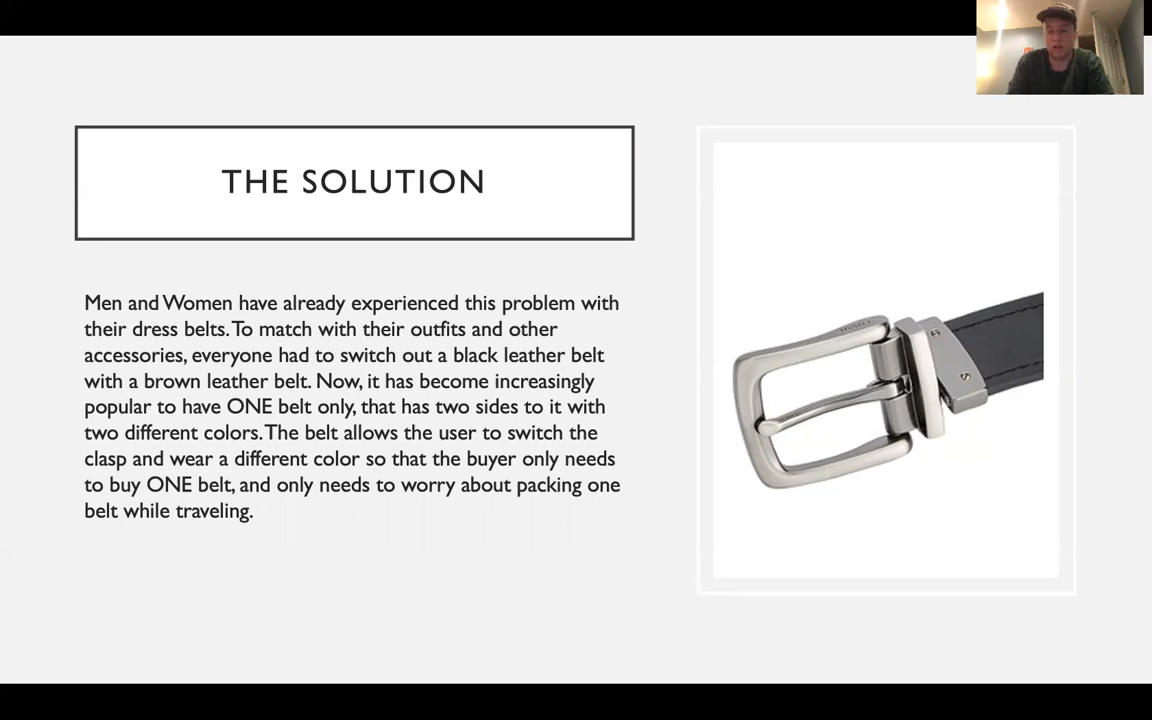 THE SOLUTION
Men and Women have already experienced this problem with
their dress belts. To match with their outfits and other
accessories, everyone had to switch out a black leather belt
with a brown leather belt. Now, it has become increasingly
popular to have ONE belt only, that has two sides to it with
two different colors. The belt allows the user to switch the
clasp and wear a different color so that the buyer only needs
to buy ONE belt, and only needs to worry about packing one
belt while traveling.